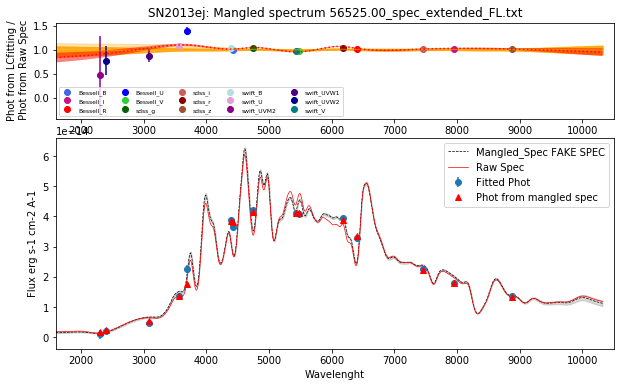 SN2013ej: Mangled spectrum 56525.00_spec_extended_FL.txt
Phot from LCfitting /
Phot from Raw Spec
1.5
1.0
0.5
0.0
Bessell_B
Bessell_I
Bessell_R
Bessell_U
Bessell_V
sdss_g
sdss_i
sdss_r
sdss_z
swift_B
swift_U
swift_UVM2
swift_UVW1
swift_UVW2
swift_V
2000 3000 4000 5000 6000 7000 8000 9000 10000
1e−14
Flux erg s-1 cm-2 A-1
6
5
4
3
2
1
0
Mangled_Spec FAKE SPEC
Raw Spec
Fitted Phot
Phot from mangled spec
2000 3000 4000 5000 6000 7000 8000 9000 10000
Wavelenght